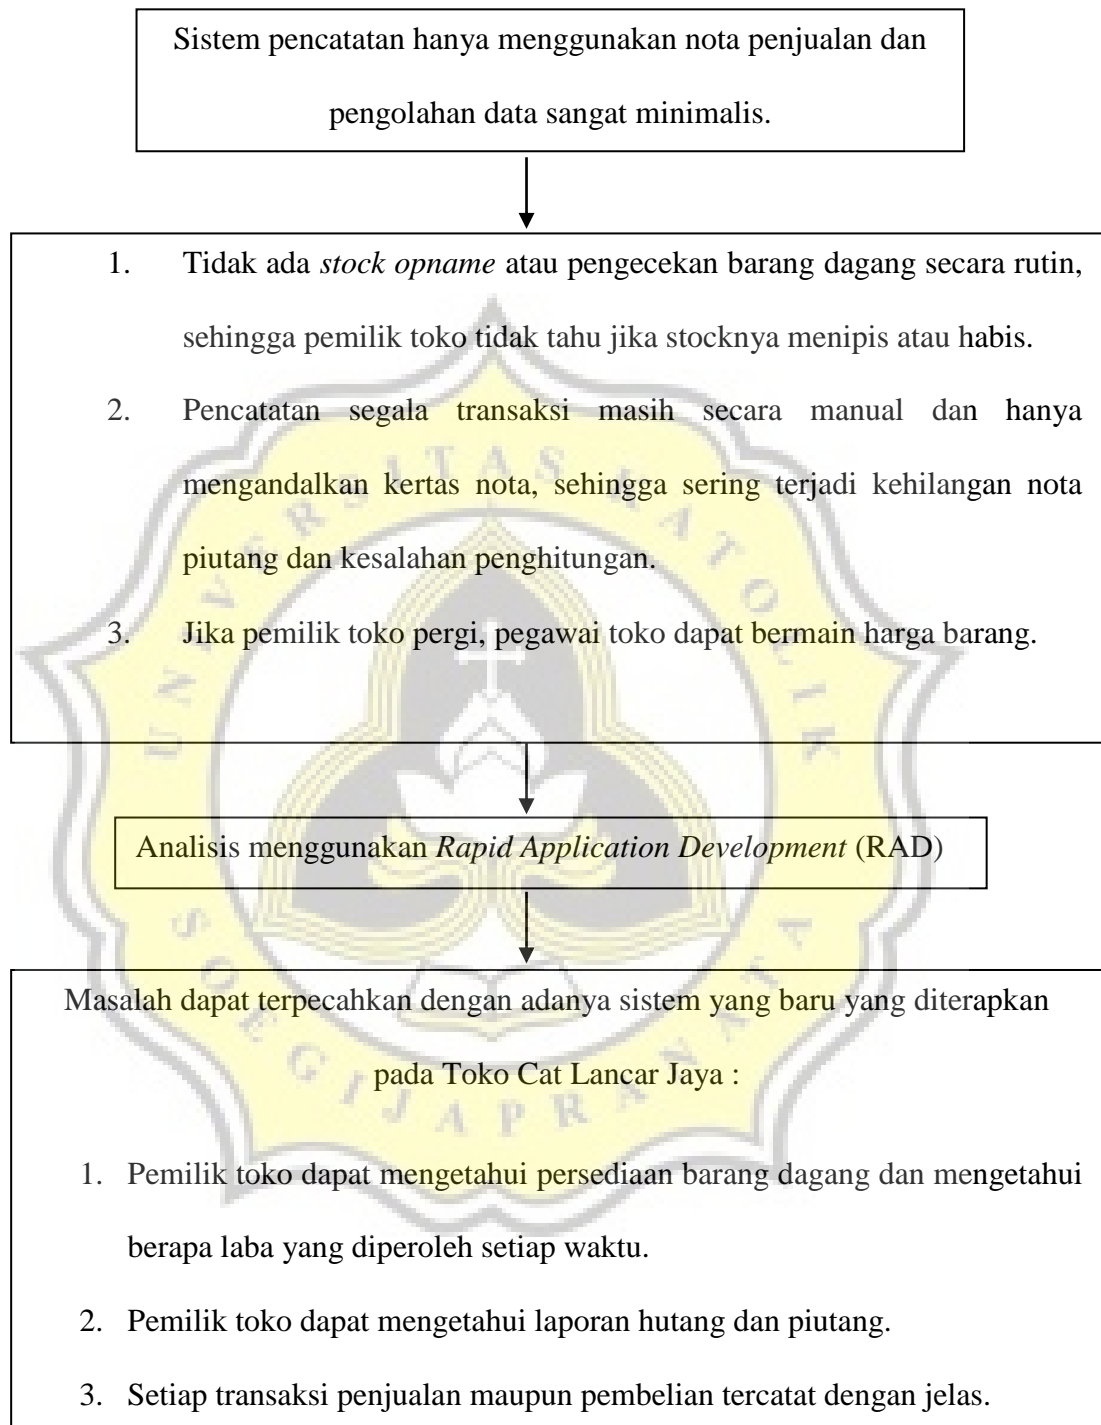 Sistem pencatatan hanya menggunakan nota penjualan dan
pengolahan data sangat minimalis.
1. Tidak ada stock opname atau pengecekan barang dagang secara rutin,
sehingga pemilik toko tidak tahu jika stocknya menipis atau habis.
2. Pencatatan segala transaksi masih secara manual dan hanya
mengandalkan kertas nota, sehingga sering terjadi kehilangan nota
piutang dan kesalahan penghitungan.
3. Jika pemilik toko pergi, pegawai toko dapat bermain harga barang.
Analisis menggunakan Rapid Application Development (RAD)
Masalah dapat terpecahkan dengan adanya sistem yang baru yang diterapkan
pada Toko Cat Lancar Jaya :
1. Pemilik toko dapat mengetahui persediaan barang dagang dan mengetahui
berapa laba yang diperoleh setiap waktu.
2. Pemilik toko dapat mengetahui laporan hutang dan piutang.
3. Setiap transaksi penjualan maupun pembelian tercatat dengan jelas.
UNIVERSITAS KATOLIK
SOEGIJAPRANATA